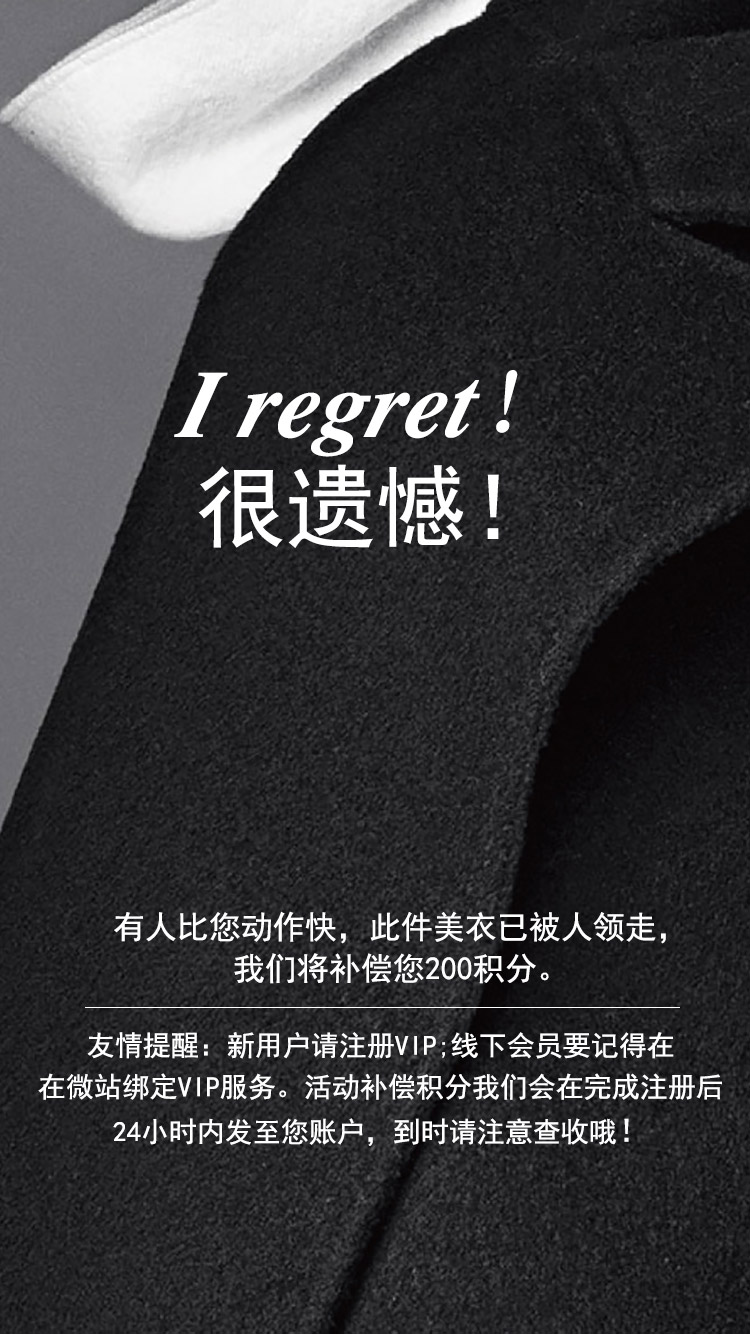 I regret!
很遗憾!
有人比您动作快，此件美衣已被人领走，
我们将补偿您200积分。
友情提醒：新用户请注册VIP;线下会员要记得在
在微站绑定VIP服务。活动补偿积分我们会在完成注册后
24小时内发至您账户，到时请注意查收哦！